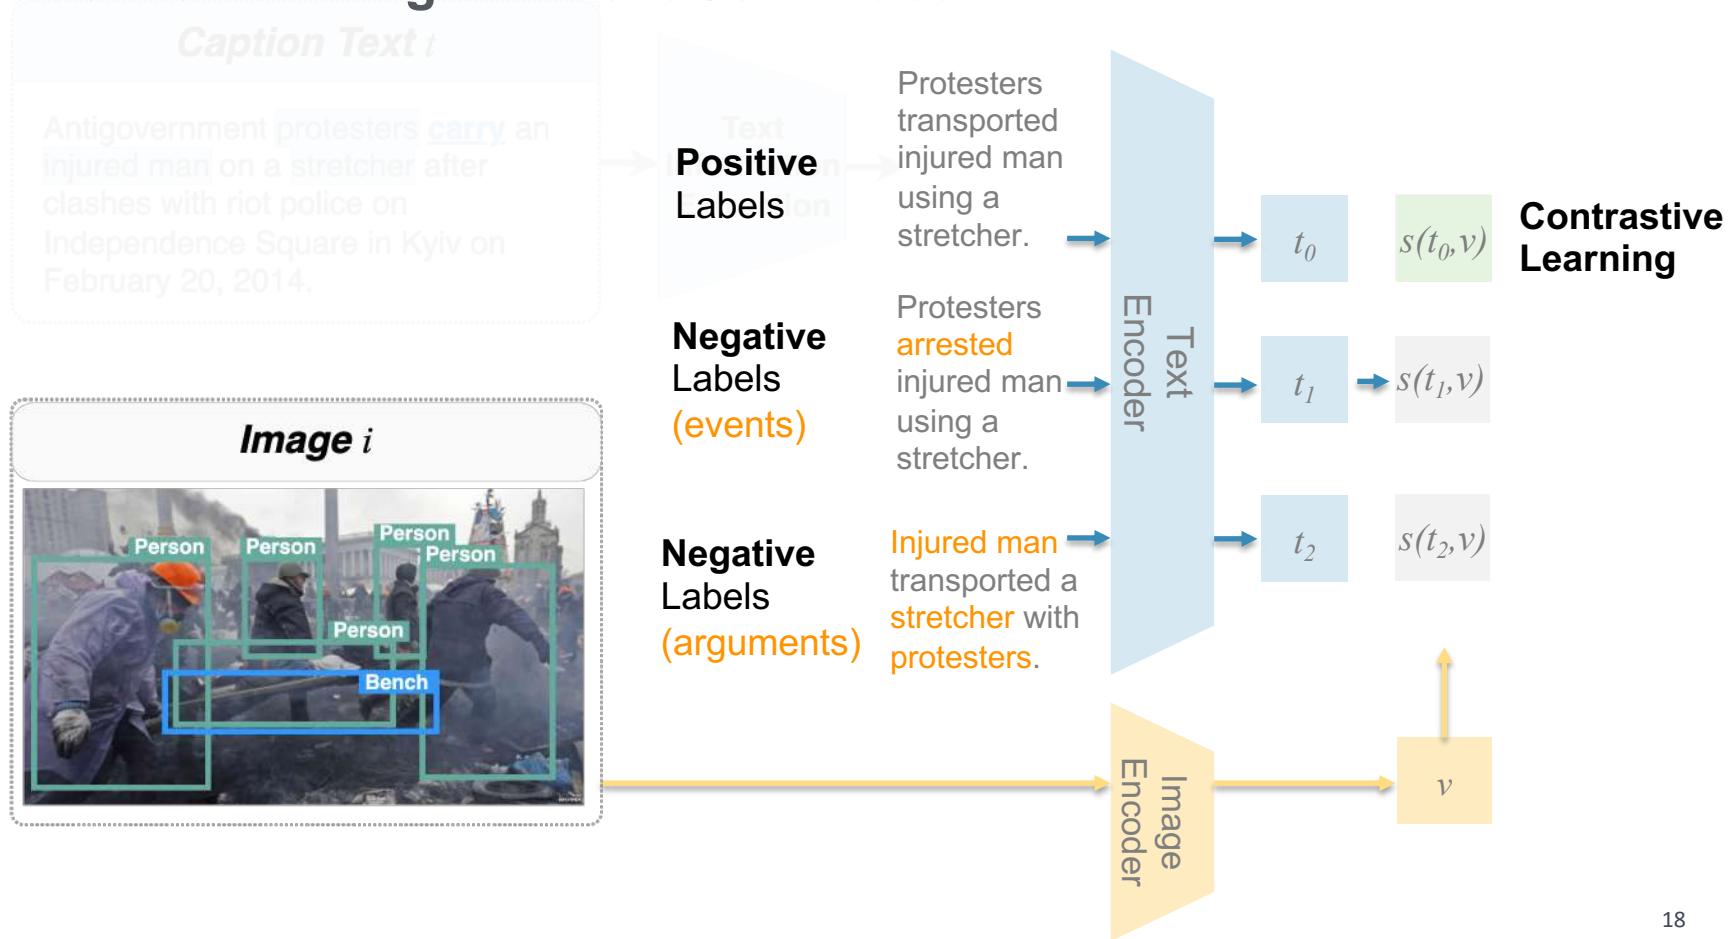 Caption Text t
Antigovernment protesters carry an
injured man on a stretcher after
clashes with riot police on
Independence Square in Kyiv on
February 20, 2014.
Text
Positive
Labels
Protesters
transported
injured man
using a
stretcher.
Negative
Labels
(events)
Protesters
arrested
injured man
using a
stretcher.
Negative
Labels
(arguments)
Injured man
transported a
stretcher with
protesters.
Text
Encoder
t0
s(t0,v)
Contrastive
Learning
t1
s(t1,v)
t2
s(t2,v)
Image i
Person
Person
Person
Person
Person
Bench
Image
Encoder
v
18